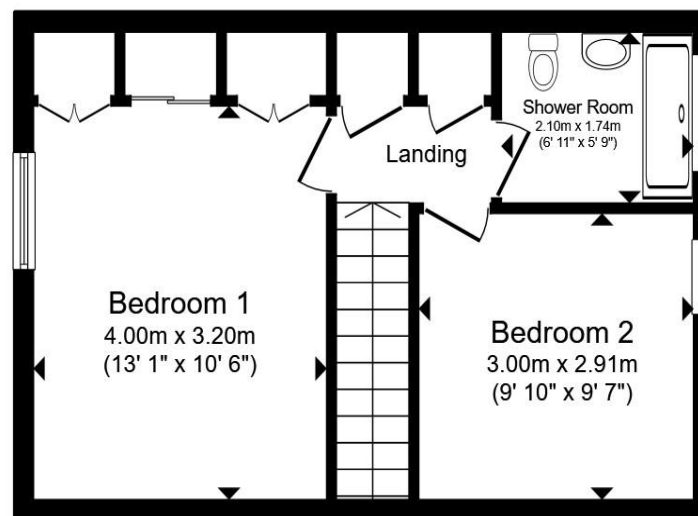 Shower Room
2.10m x 1.74m
(6' 11" x 5' 9")
Landing
Bedroom 1
4.00m x 3.20m
(13' 1" x 10' 6")
Bedroom 2
3.00m x 2.91m
(9' 10" x 9' 7")